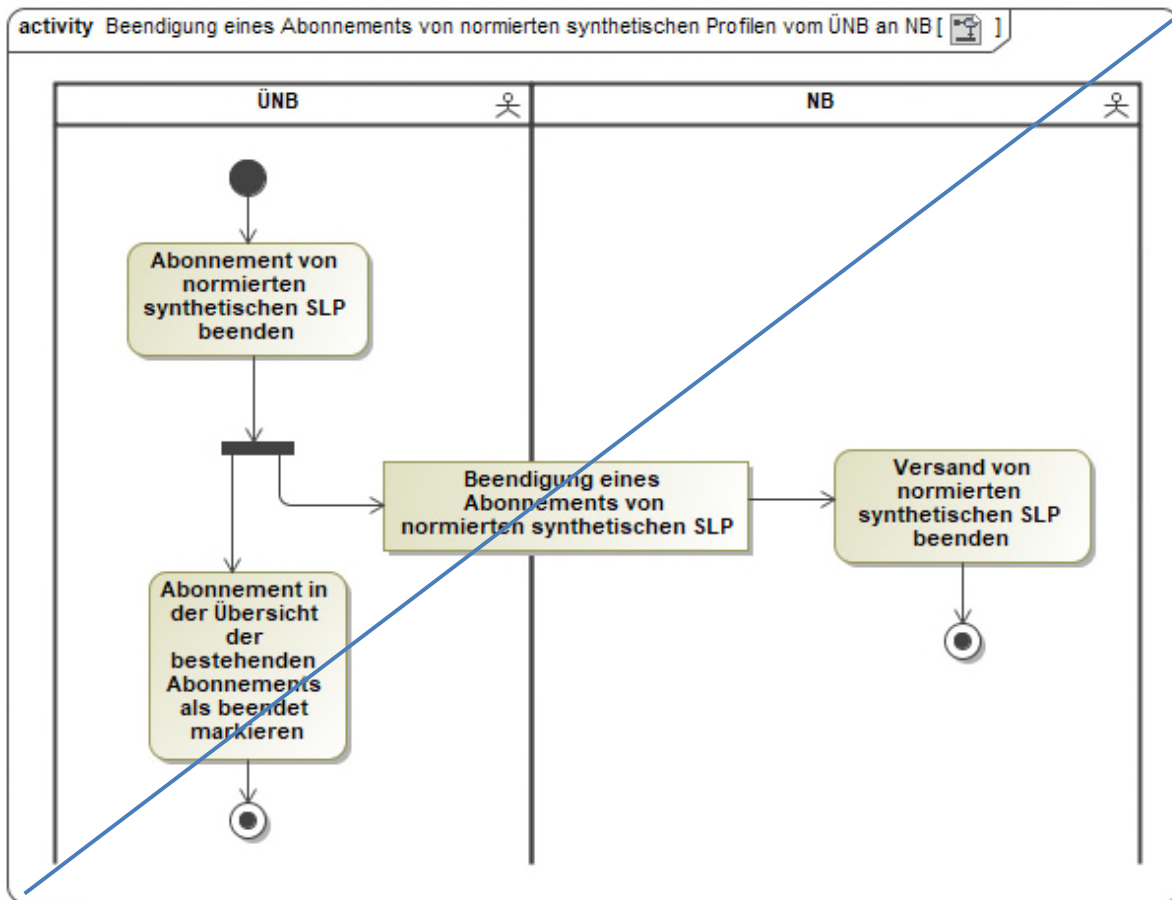 activity Beendigung eines Abonnements von normierten synthetischen Profilen vom ÜNB an NB [ ]
ÜNB
NB
Abonnement von
normierten
synthetischen SLP
beenden
Beendigung eines
Abonnements von
normierten synthetischen SLP
Versand von
normierten
synthetischen SLP
beenden
Abonnement in
der Übersicht
der
bestehenden
Abonnements
als beendet
markieren